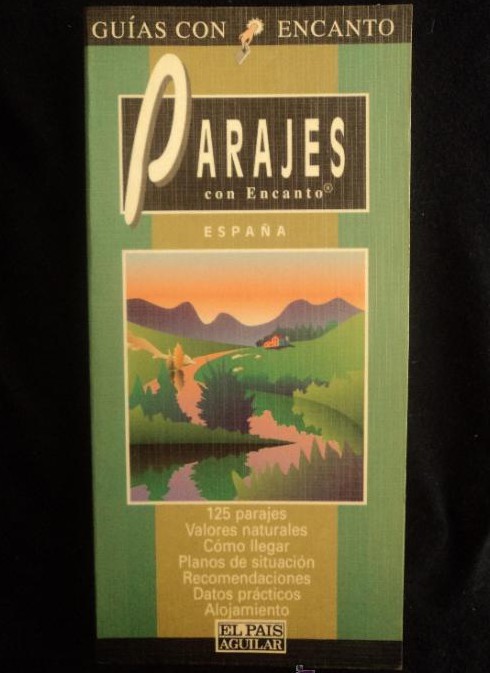 GUÍAS CON ENCANTO
PARAJES
con Encanto®
ESPAÑA
125 parajes
Valores naturales
Cómo llegar
Planos de situación
Recomendaciones
Datos prácticos
Alojamiento
EL PAIS
AGUILAR